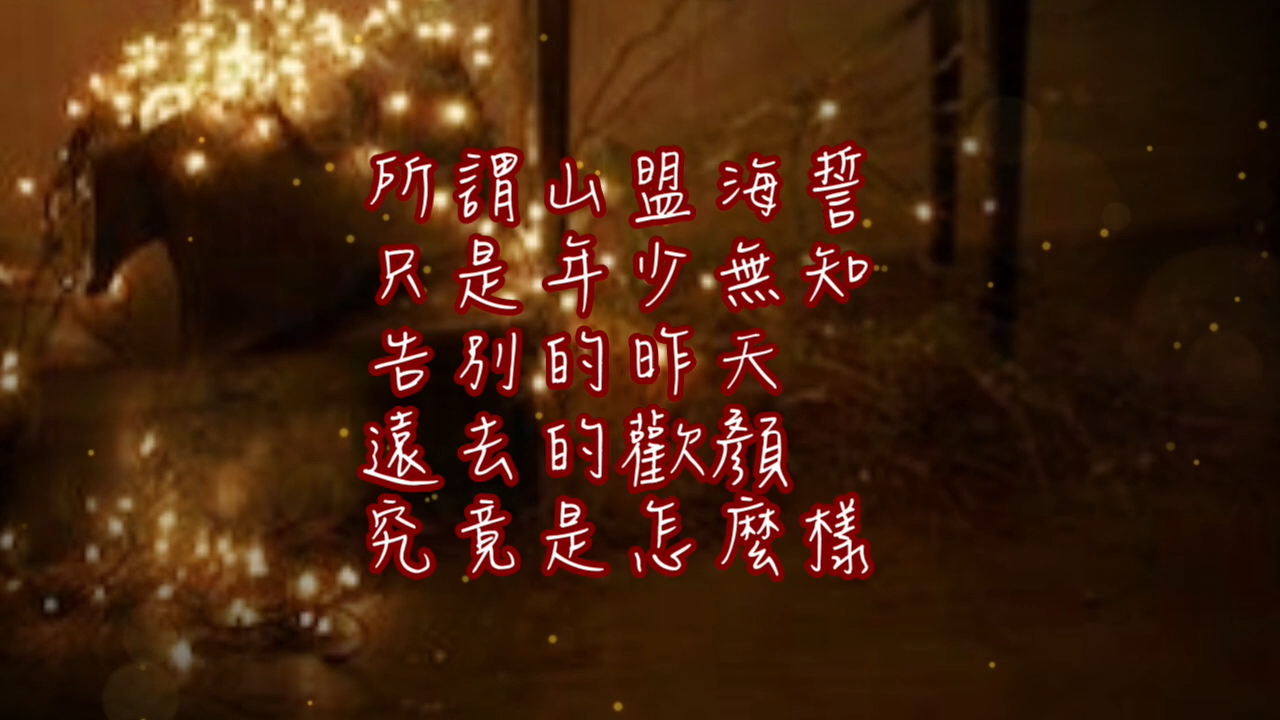 所謂山盟海誓
只是年少無知
告別的昨天
遠去的歡顏
究竟是怎麼樣